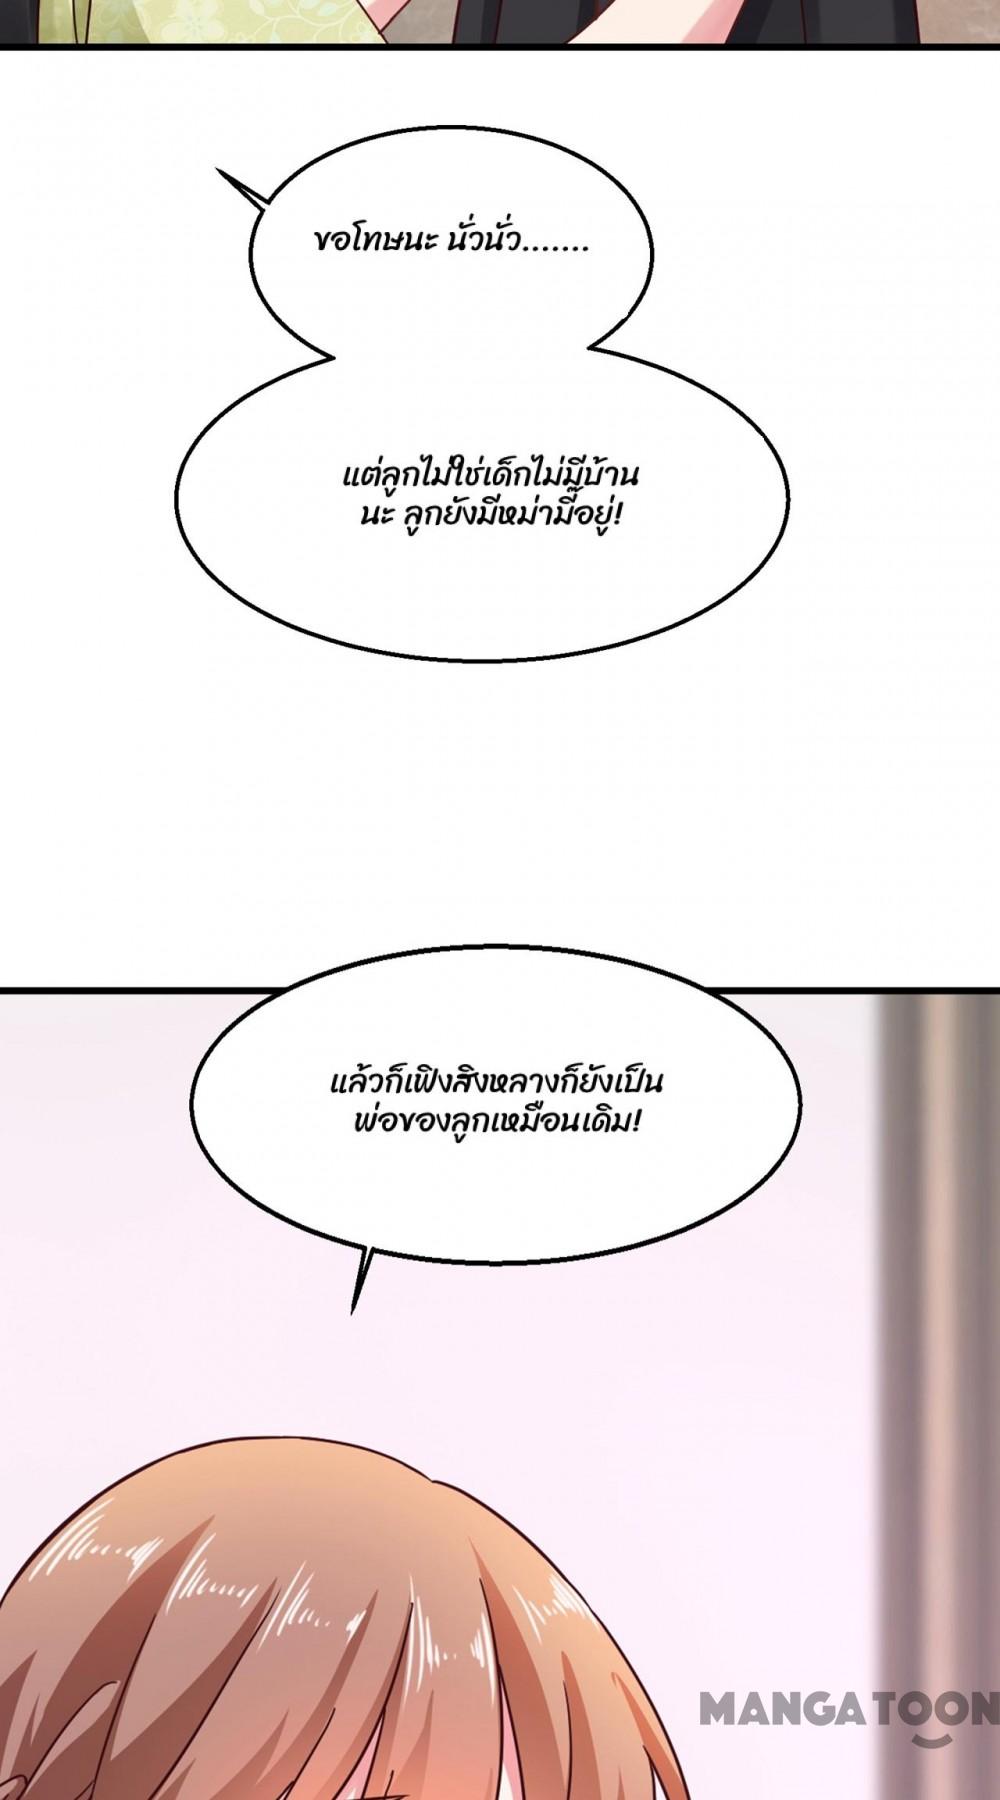 ขอโทษนะ นั่วนั่ว.......
แต่ลูกไม่ใช่เด็กไม่มีบ้าน
นะ ลูกยังมีหม่ามี๊อยู่!
แล้วก็เฟิงสิงหลางก็ยังเป็น
พ่อของลูกเหมือนเดิม!
MANGATOON